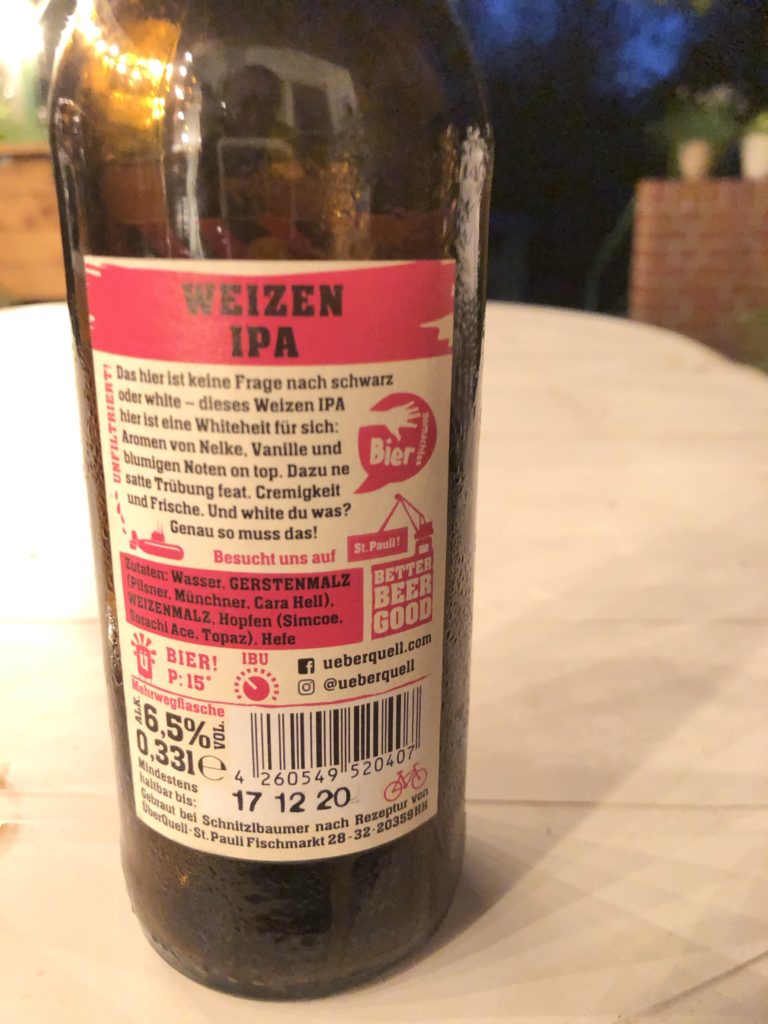 WEIZEN
IPA
UNFILTRIERT!
Das hier ist keine Frage nach schwarz
oder white – dieses Weizen IPA
hier ist eine Whiteheit für sich:
Aromen von Nelke, Vanille und
blumigen Noten on top. Dazu ne
satte Trübung feat. Cremigkeit
und Frische. Und white du was?
Genau so muss das!
Bier
Besucht uns auf
St. Pauli!
Zutaten: Wasser, GERSTENMALZ
(Pilsner, Münchner, Cara Hell),
WEIZENMALZ, Hopfen (Simcoe,
Sorachi Ace, Topaz), Hefe
BETTER
BEER
GOOD
ü
BIER!
P: 15°
IBU
ueberquell.com
@ueberquell
Mehrwegflasche
ALK. 6,5% VOL.
0,33l e
4 260549 520407
Mindestens
haltbar bis:
17 12 20
Gebraut bei Schnitzlbaumer nach Rezeptur von
ÜberQuell · St. Pauli Fischmarkt 28-32 · 20359 HH